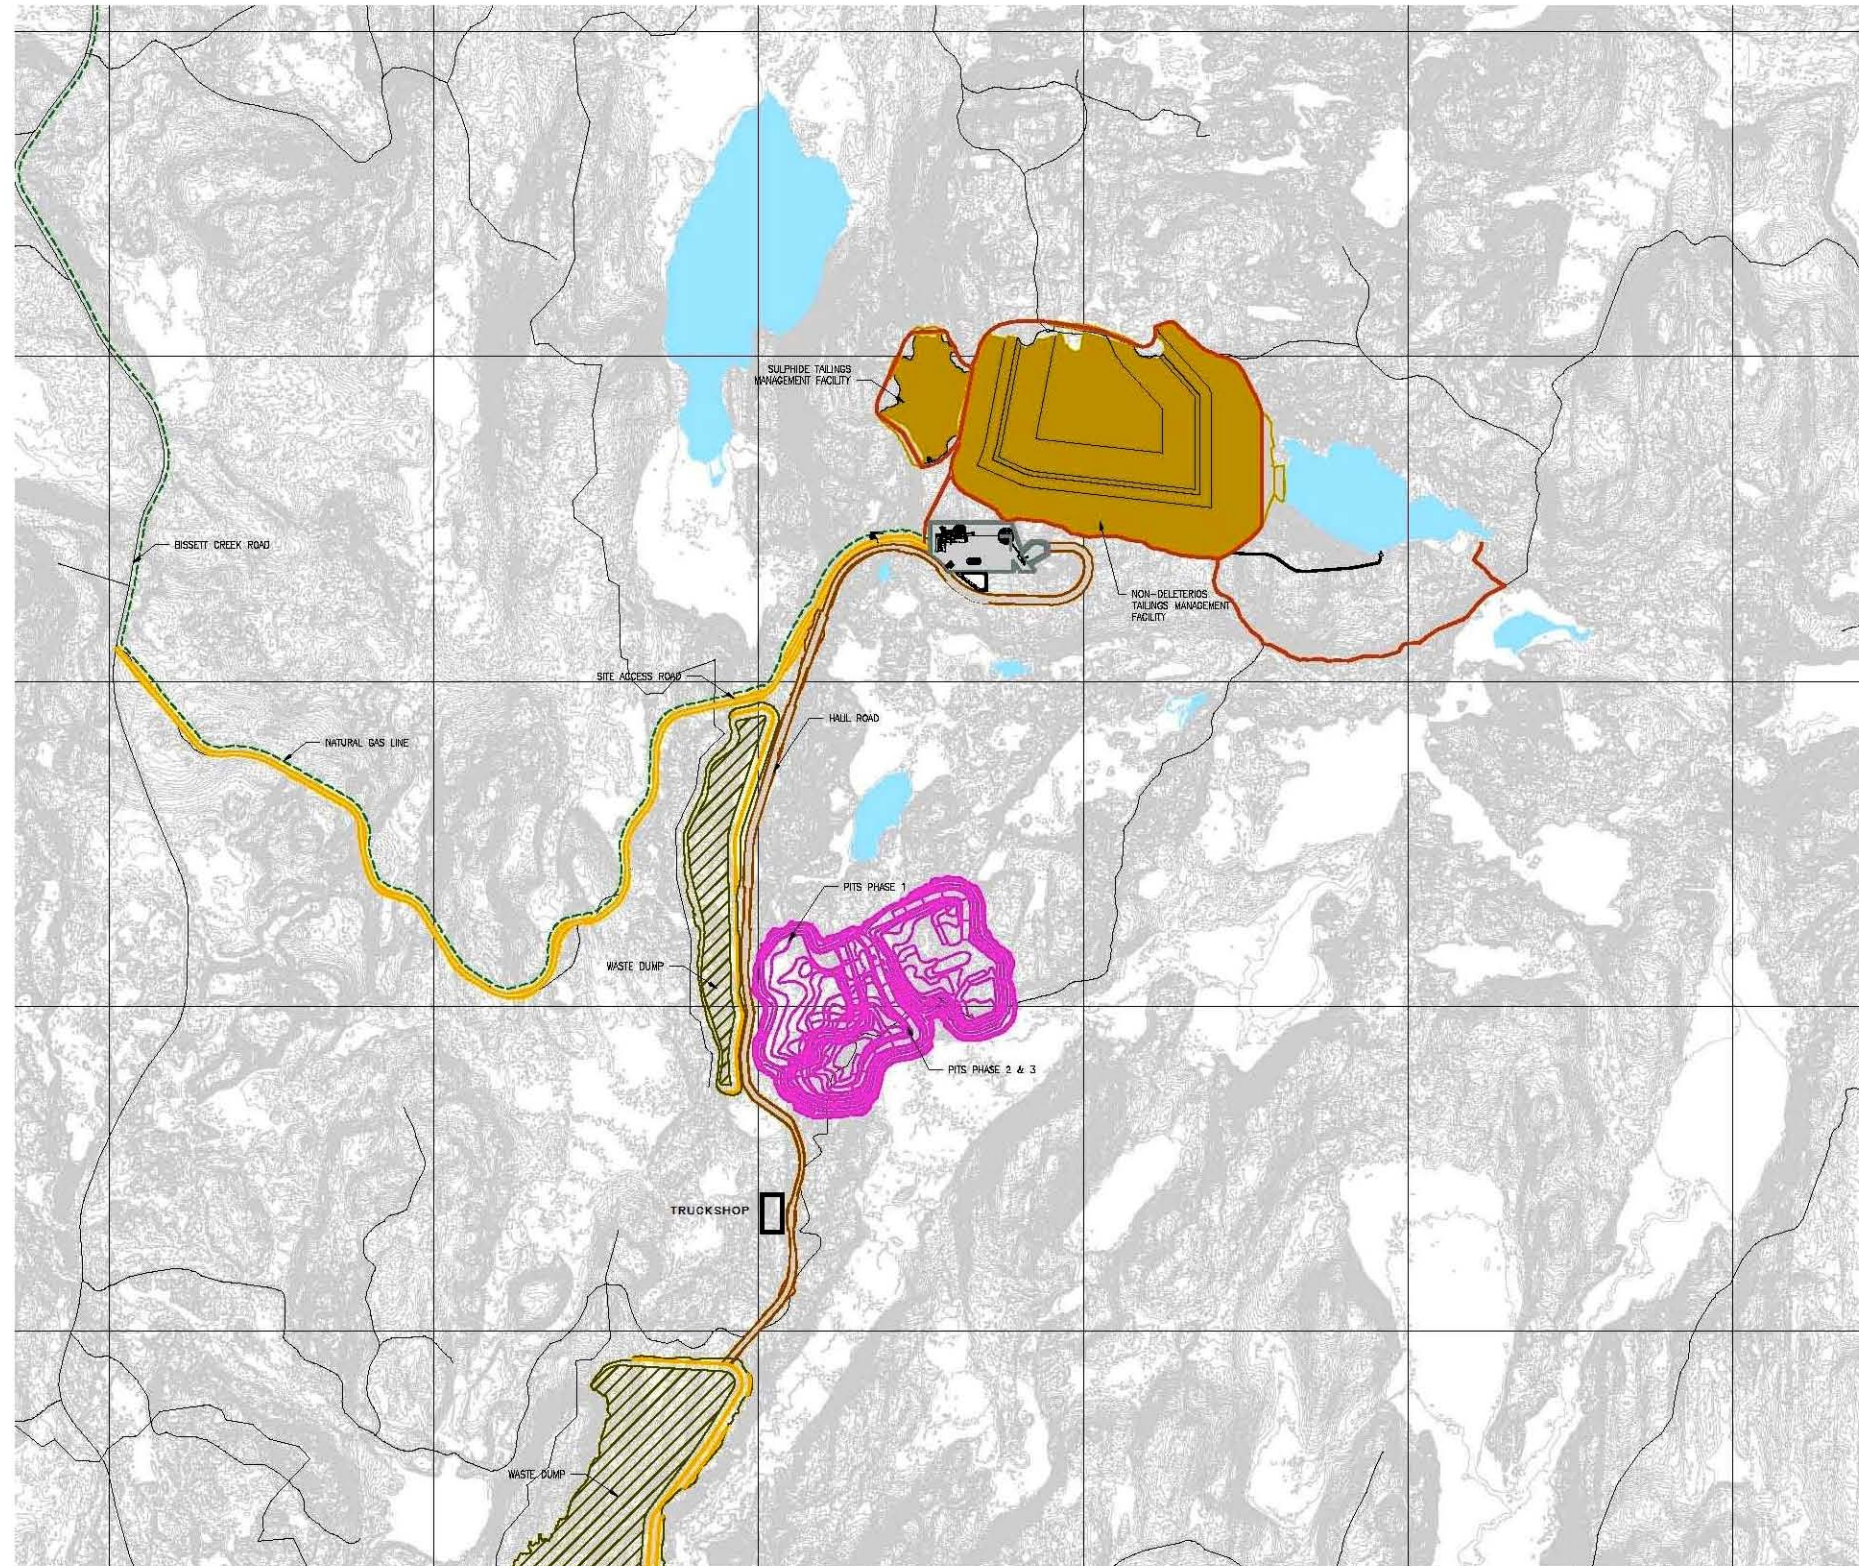 SULPHIDE TAILINGS
MANAGEMENT FACILITY
BISSETT CREEK ROAD
NON-DELETERIOS
TAILINGS MANAGEMENT
FACILITY
SITE ACCESS ROAD
HAUL ROAD
NATURAL GAS LINE
PITS PHASE 1
WASTE DUMP
PITS PHASE 2 & 3
TRUCKSHOP
WASTE DUMP